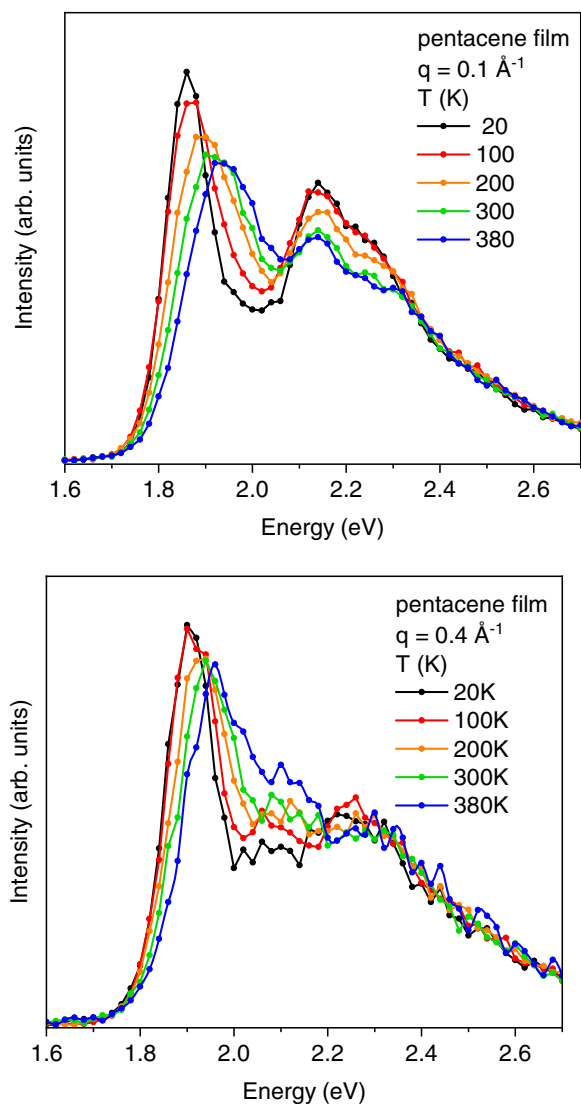 pentacene film
q = 0.1 Å⁻¹
T (K)
20
100
200
300
380
Intensity (arb. units)
1.6 1.8 2.0 2.2 2.4 2.6
Energy (eV)
pentacene film
q = 0.4 Å⁻¹
T (K)
20K
100K
200K
300K
380K
Intensity (arb. units)
1.6 1.8 2.0 2.2 2.4 2.6
Energy (eV)